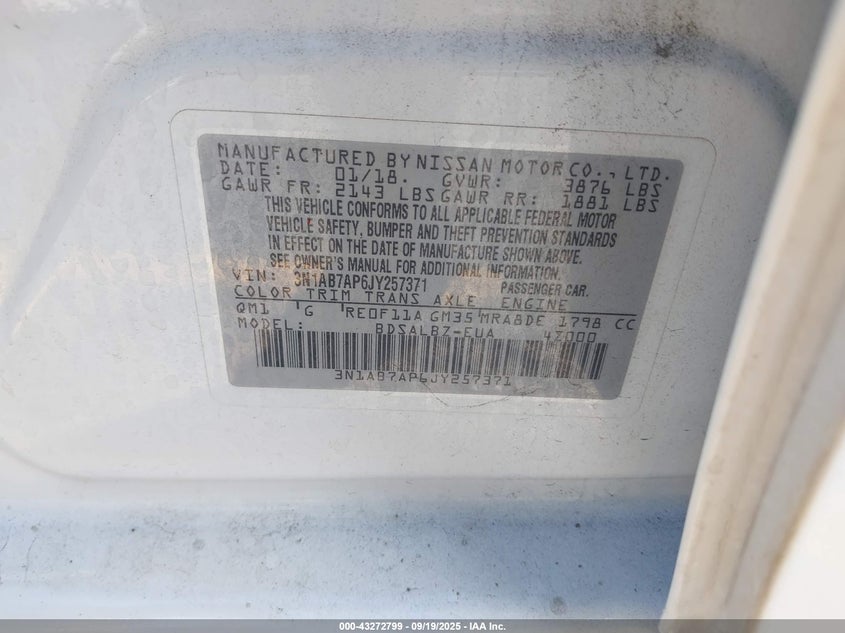 MANUFACTURED BY NISSAN MOTOR CO., LTD.
DATE: 01/18. GVWR: 3876 LBS
GAWR FR: 2143 LBS GAWR RR: 1881 LBS
THIS VEHICLE CONFORMS TO ALL APPLICABLE FEDERAL MOTOR
VEHICLE SAFETY, BUMPER AND THEFT PREVENTION STANDARDS
IN EFFECT ON THE DATE OF MANUFACTURE SHOWN ABOVE.
SEE OWNER'S MANUAL FOR ADDITIONAL INFORMATION.
VIN: 3N1AB7AP6JY257371 PASSENGER CAR.
COLOR TRIM TRANS AXLE ENGINE
QM1 'G RE0F11A GM35 MRA8DE 1798 CC
MODEL: BDSALBZ-EUA 4Z000
3N1AB7AP6JY257371
000-43272799 - 09/19/2025 - IAA Inc.